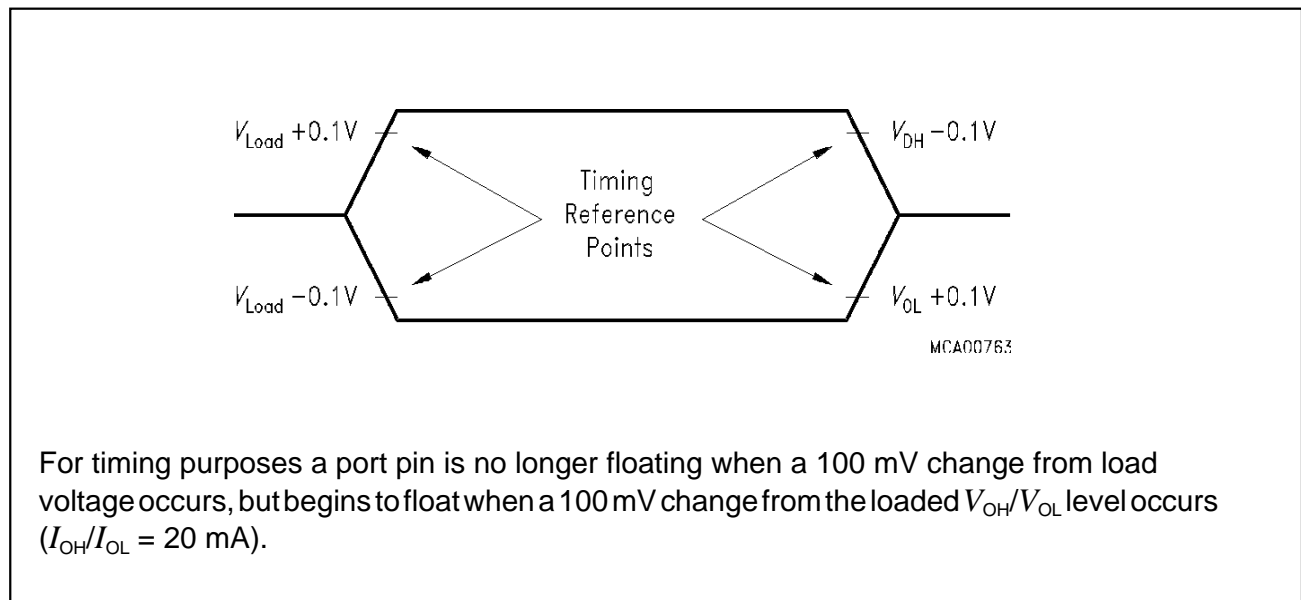 V_Load +0.1V
V_DH −0.1V
Timing
Reference
Points
V_Load −0.1V
V_OL +0.1V
MCA00763
For timing purposes a port pin is no longer floating when a 100 mV change from load
voltage occurs, but begins to float when a 100 mV change from the loaded V_OH/V_OL level occurs
(I_OH/I_OL = 20 mA).